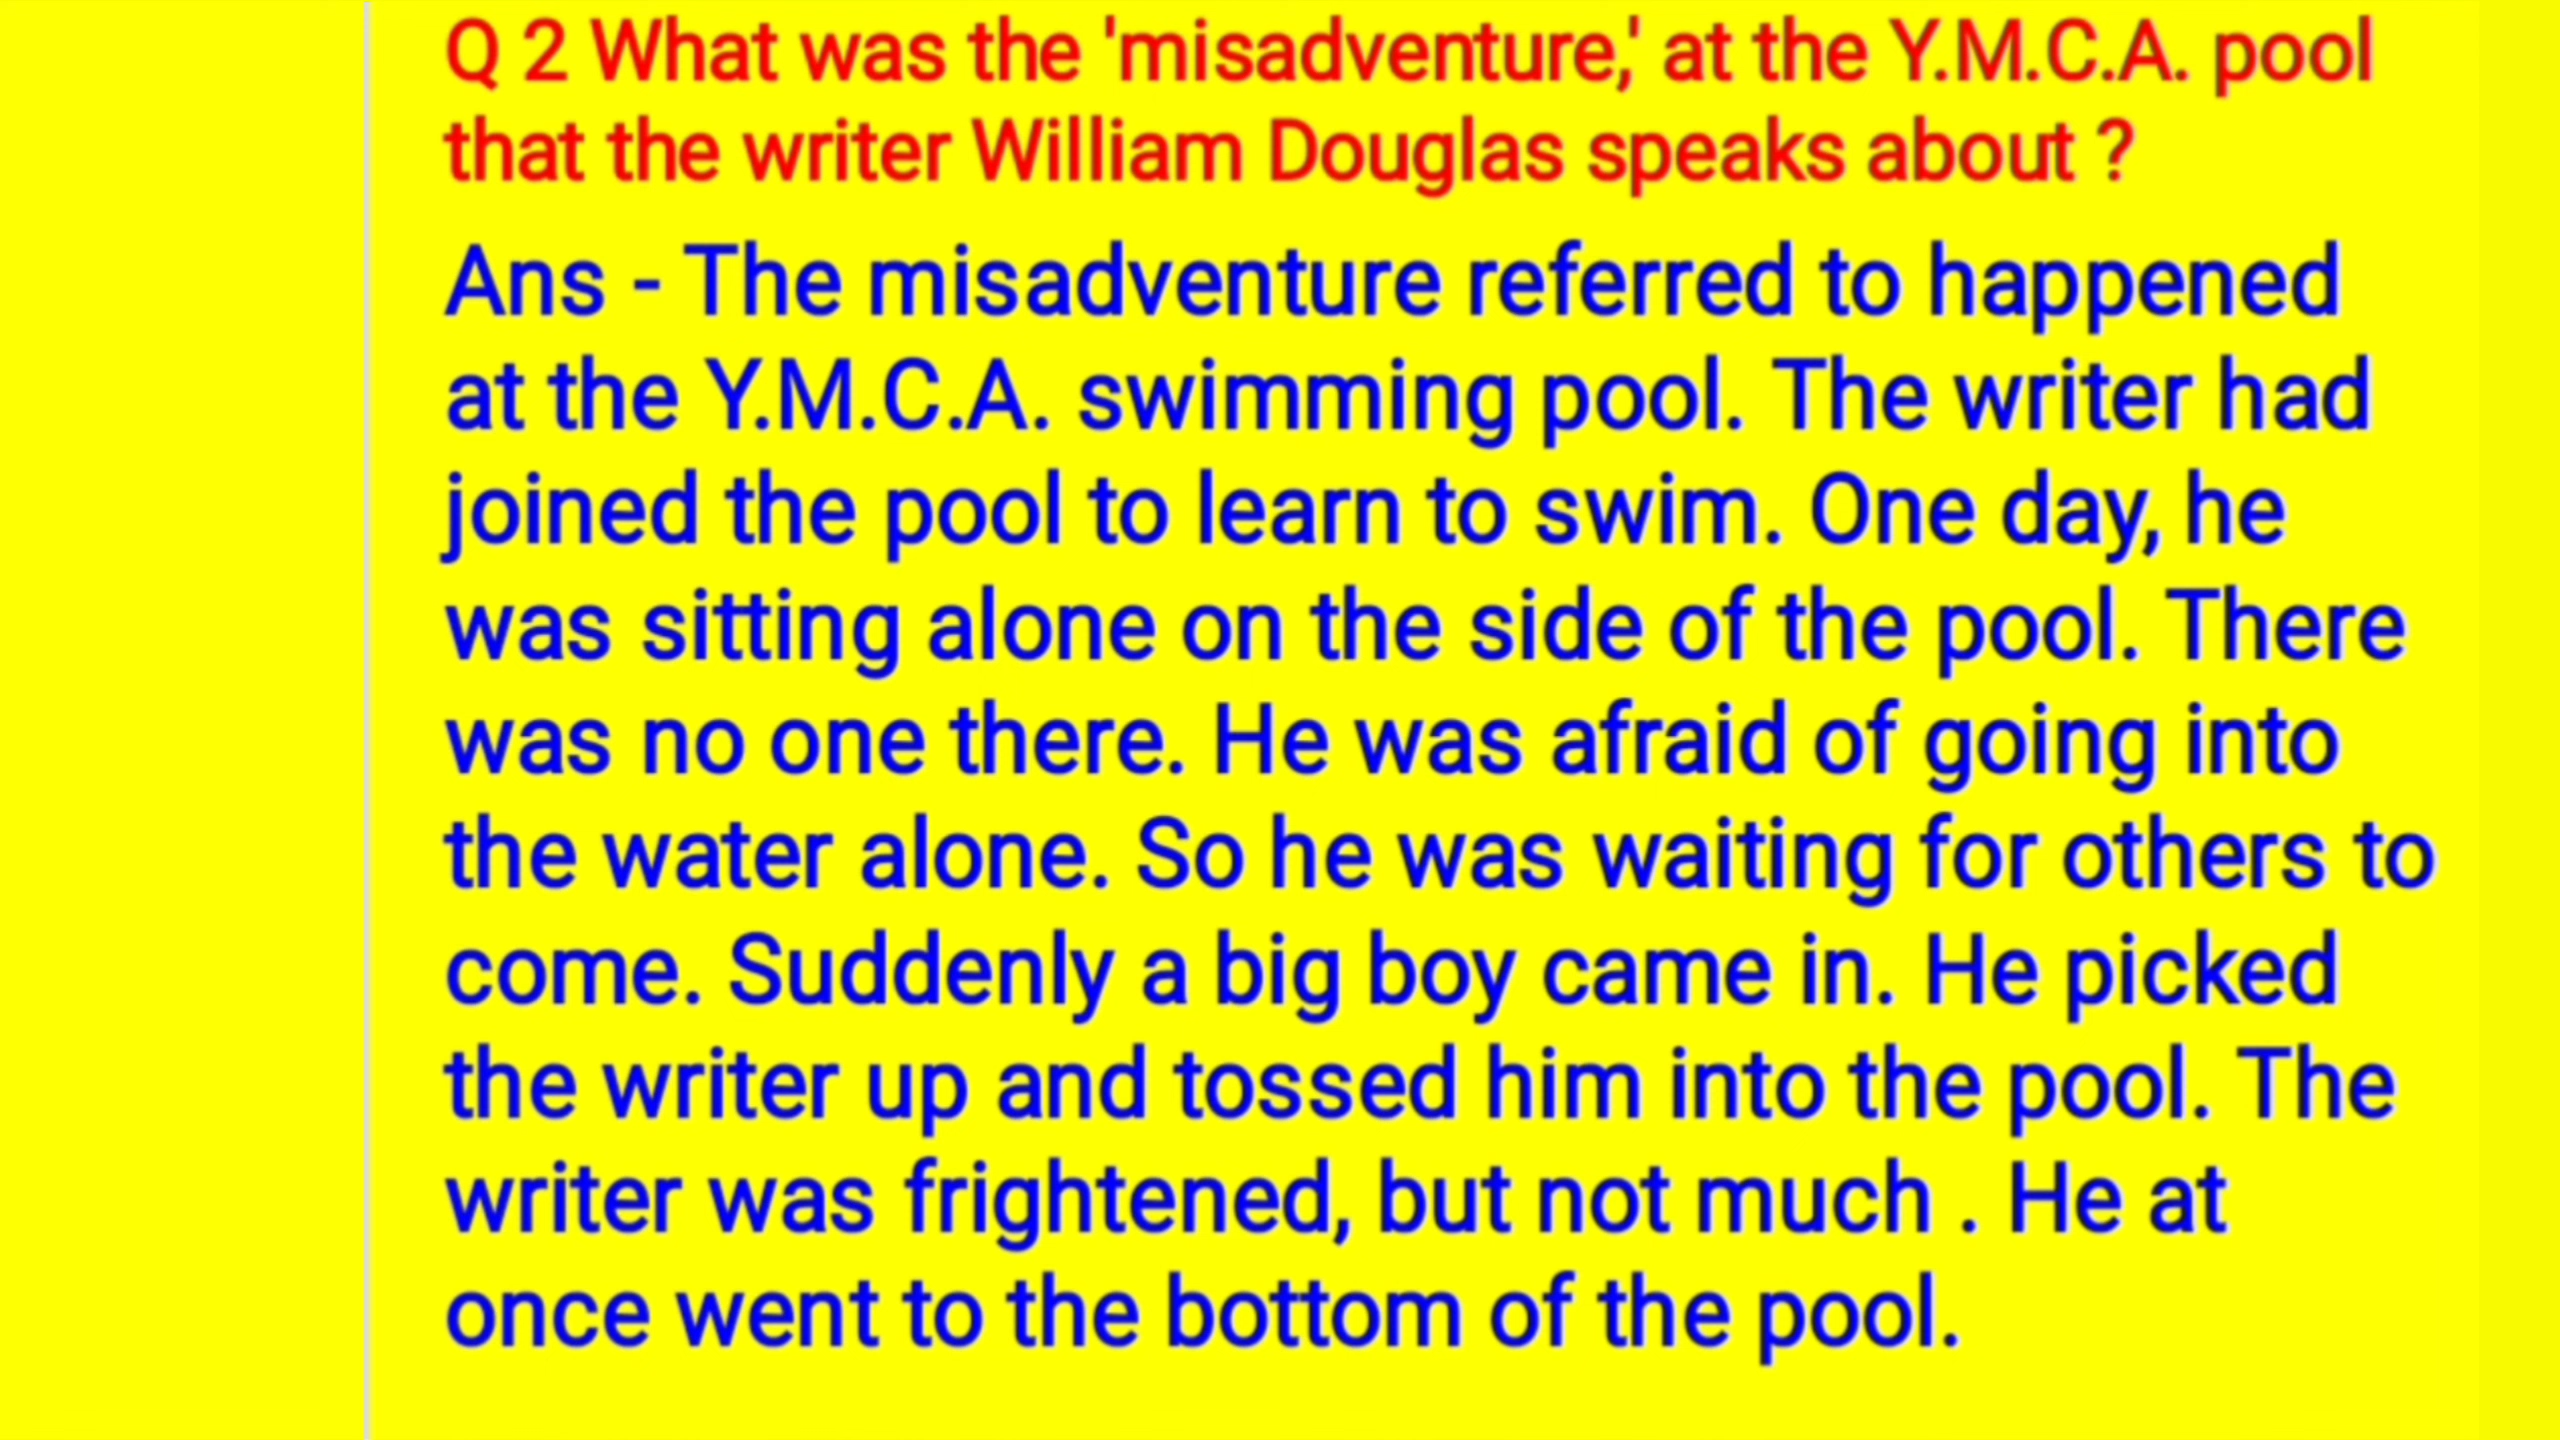 Q 2 What was the 'misadventure,' at the Y.M.C.A. pool
that the writer William Douglas speaks about ?
Ans - The misadventure referred to happened
at the Y.M.C.A. swimming pool. The writer had
joined the pool to learn to swim. One day, he
was sitting alone on the side of the pool. There
was no one there. He was afraid of going into
the water alone. So he was waiting for others to
come. Suddenly a big boy came in. He picked
the writer up and tossed him into the pool. The
writer was frightened, but not much . He at
once went to the bottom of the pool.